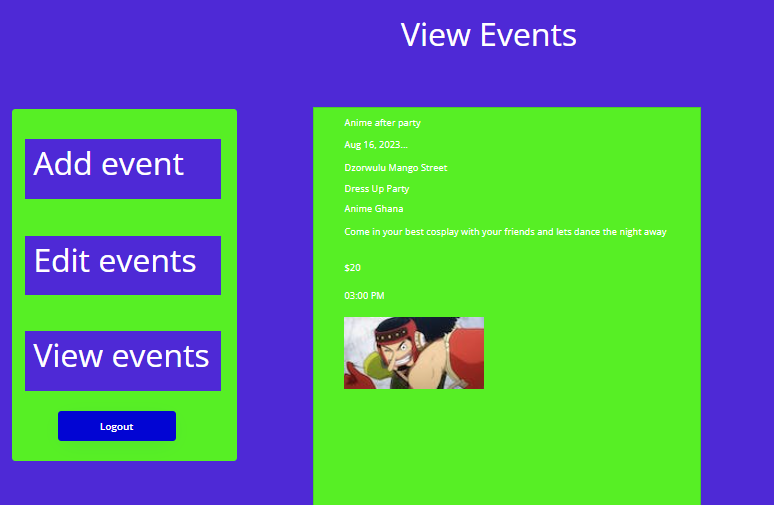 View Events
Add event
Edit events
View events
Logout
Anime after party
Aug 16, 2023...
Dzorwulu Mango Street
Dress Up Party
Anime Ghana
Come in your best cosplay with your friends and lets dance the night away
$20
03:00 PM